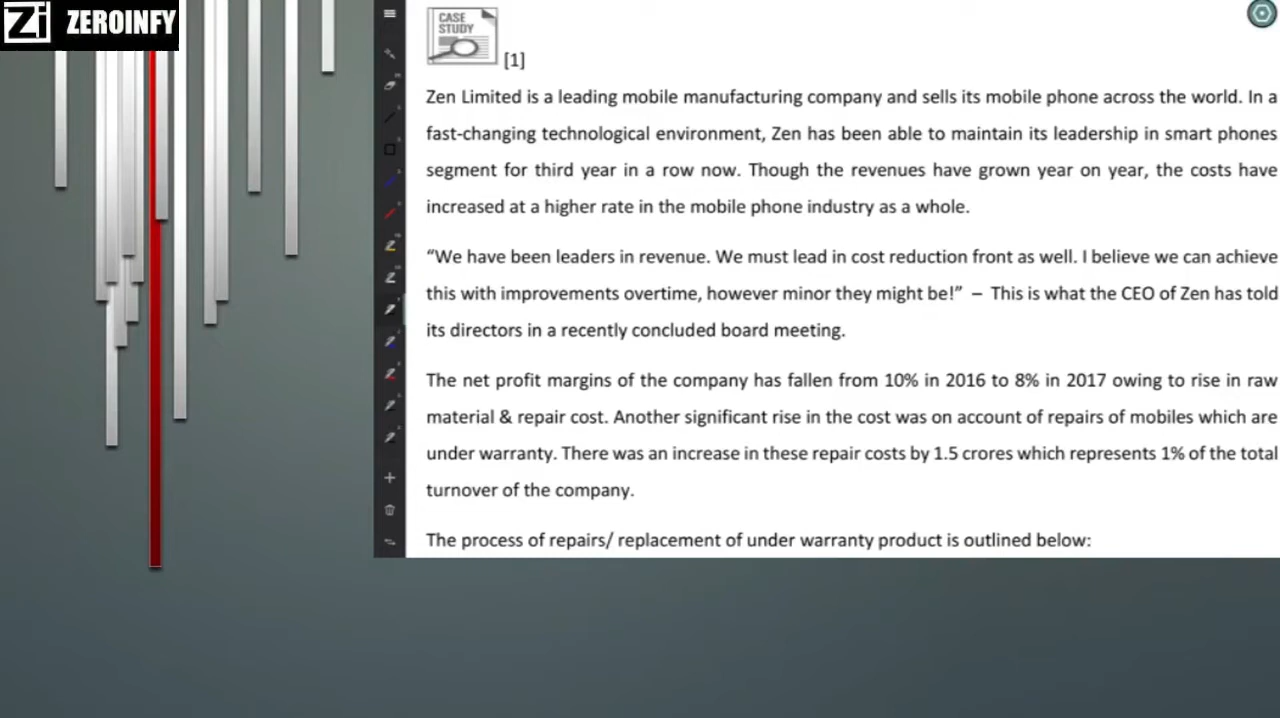 Zi ZEROINFY
CASE
STUDY
[1]
Zen Limited is a leading mobile manufacturing company and sells its mobile phone across the world. In a
fast-changing technological environment, Zen has been able to maintain its leadership in smart phones
segment for third year in a row now. Though the revenues have grown year on year, the costs have
increased at a higher rate in the mobile phone industry as a whole.
“We have been leaders in revenue. We must lead in cost reduction front as well. I believe we can achieve
this with improvements overtime, however minor they might be!” – This is what the CEO of Zen has told
its directors in a recently concluded board meeting.
The net profit margins of the company has fallen from 10% in 2016 to 8% in 2017 owing to rise in raw
material & repair cost. Another significant rise in the cost was on account of repairs of mobiles which are
under warranty. There was an increase in these repair costs by 1.5 crores which represents 1% of the total
turnover of the company.
The process of repairs/ replacement of under warranty product is outlined below: